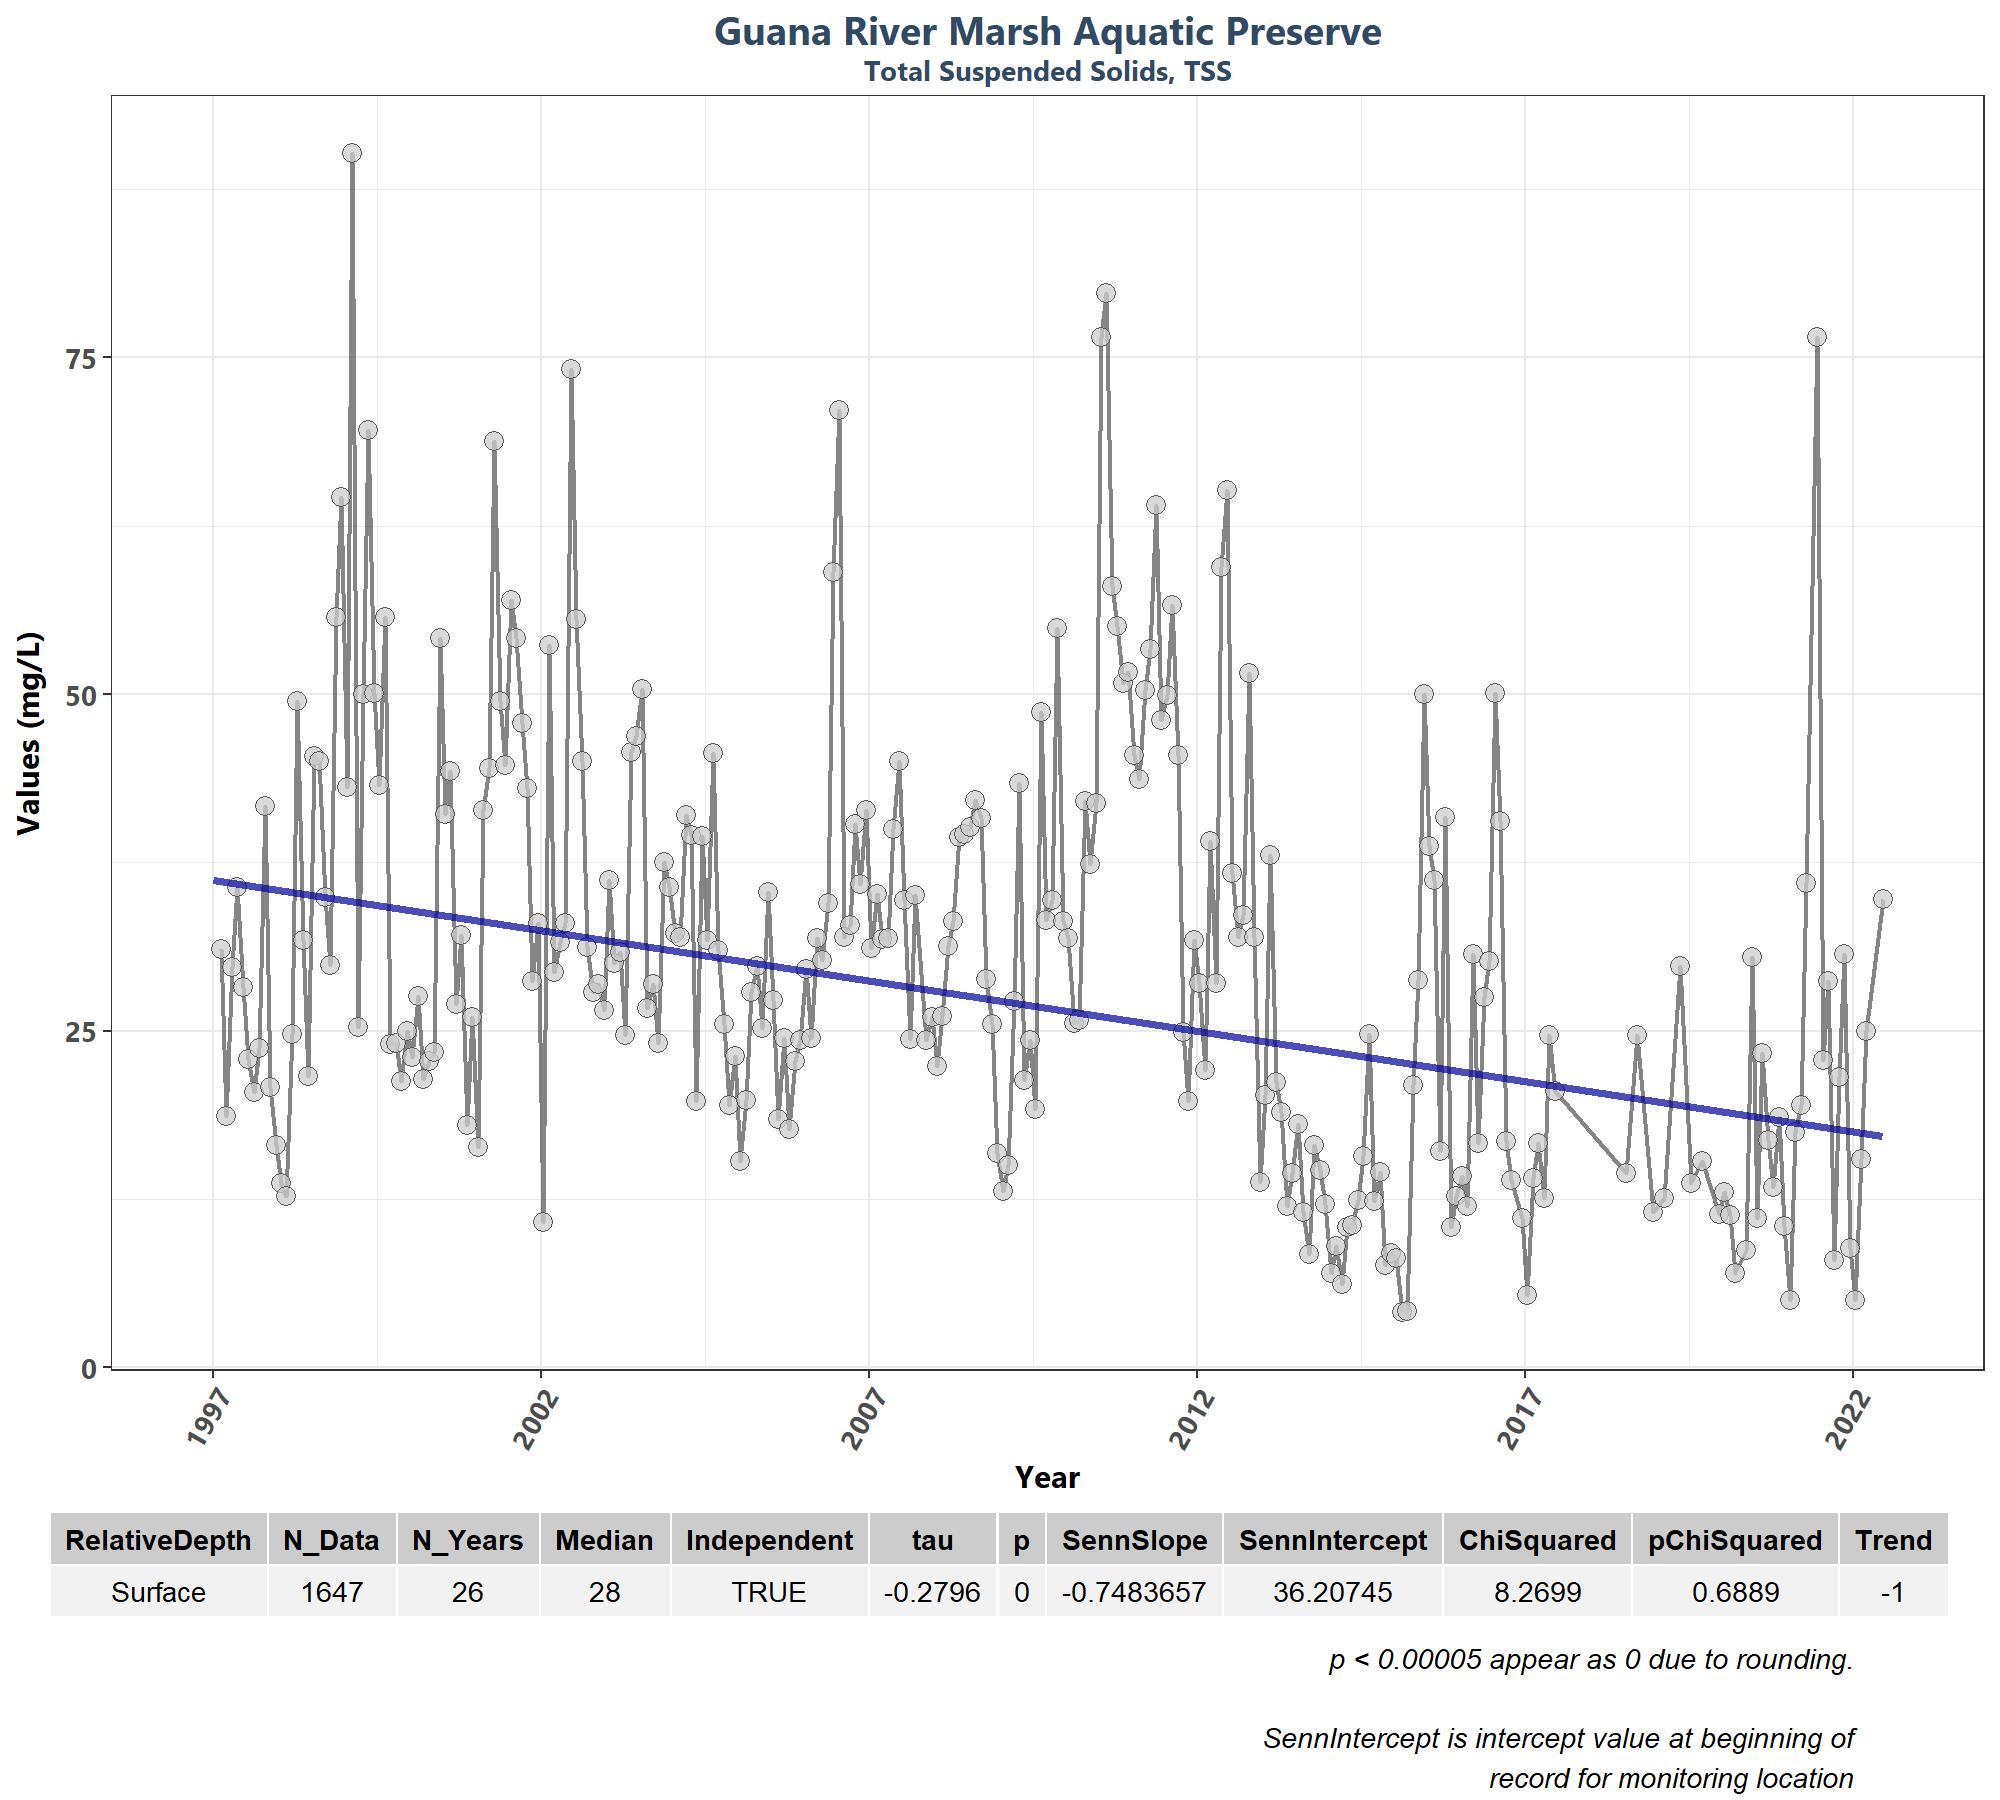 Guana River Marsh Aquatic Preserve
Total Suspended Solids, TSS
75
50
25
0
Values (mg/L)
1997 2002 2007 2012 2017 2022
Year
RelativeDepth N_Data N_Years Median Independent tau p SennSlope SennIntercept ChiSquared pChiSquared Trend
Surface 1647 26 28 TRUE -0.2796 0 -0.7483657 36.20745 8.2699 0.6889 -1
p < 0.00005 appear as 0 due to rounding.
SennIntercept is intercept value at beginning of
record for monitoring location